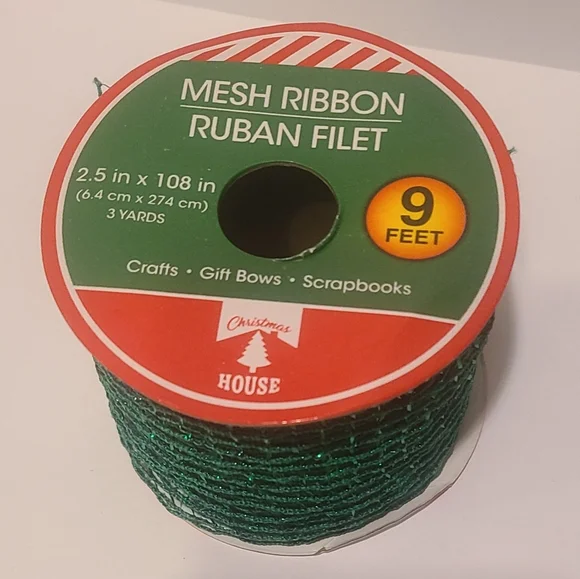 MESH RIBBON
RUBAN FILET
2.5 in x 108 in
(6.4 cm x 274 cm)
3 YARDS
9
FEET
Crafts • Gift Bows • Scrapbooks
Christmas
HOUSE